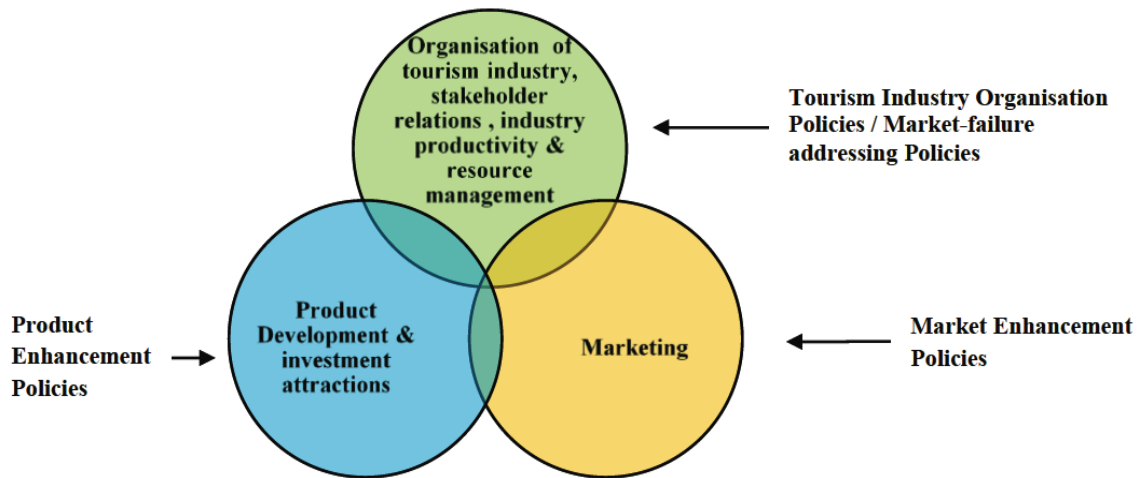 Organisation of
tourism industry,
stakeholder
relations , industry
productivity &
resource
management
Tourism Industry Organisation
Policies / Market-failure
addressing Policies
Product
Development &
investment
attractions
Marketing
Product
Enhancement
Policies
Market Enhancement
Policies